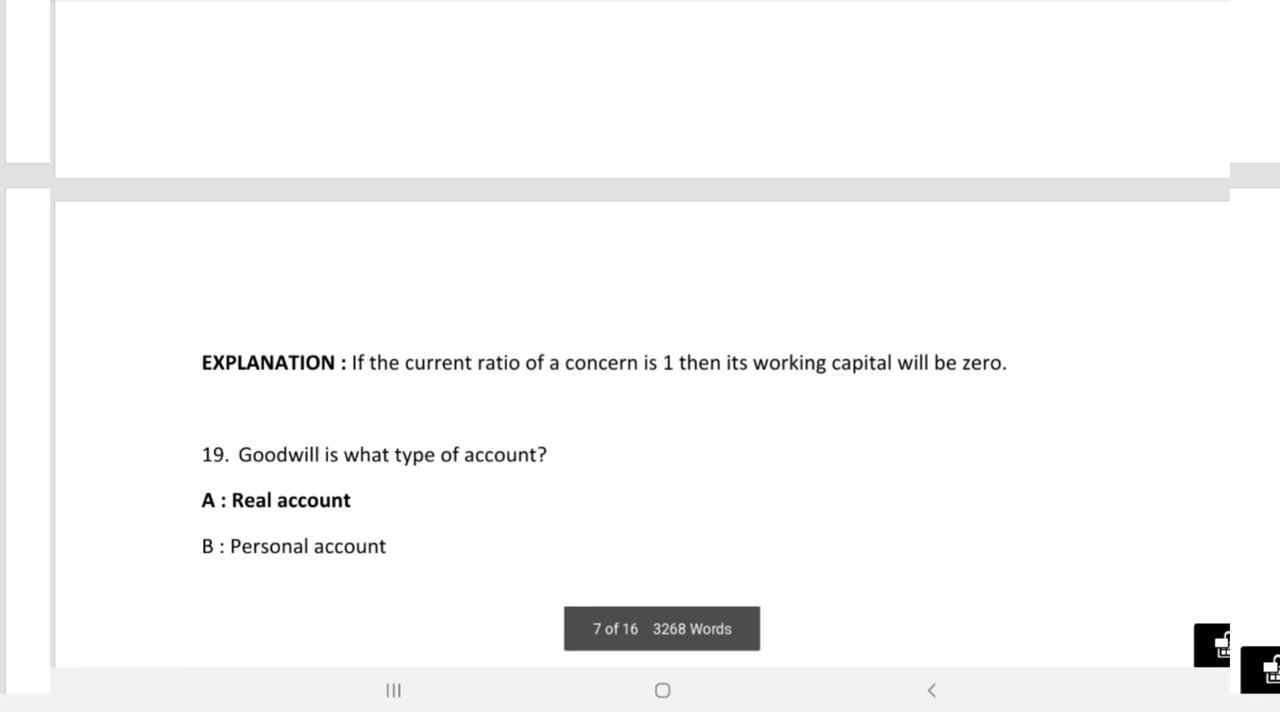 EXPLANATION : If the current ratio of a concern is 1 then its working capital will be zero.
19. Goodwill is what type of account?
A : Real account
B : Personal account
7 of 16 3268 Words